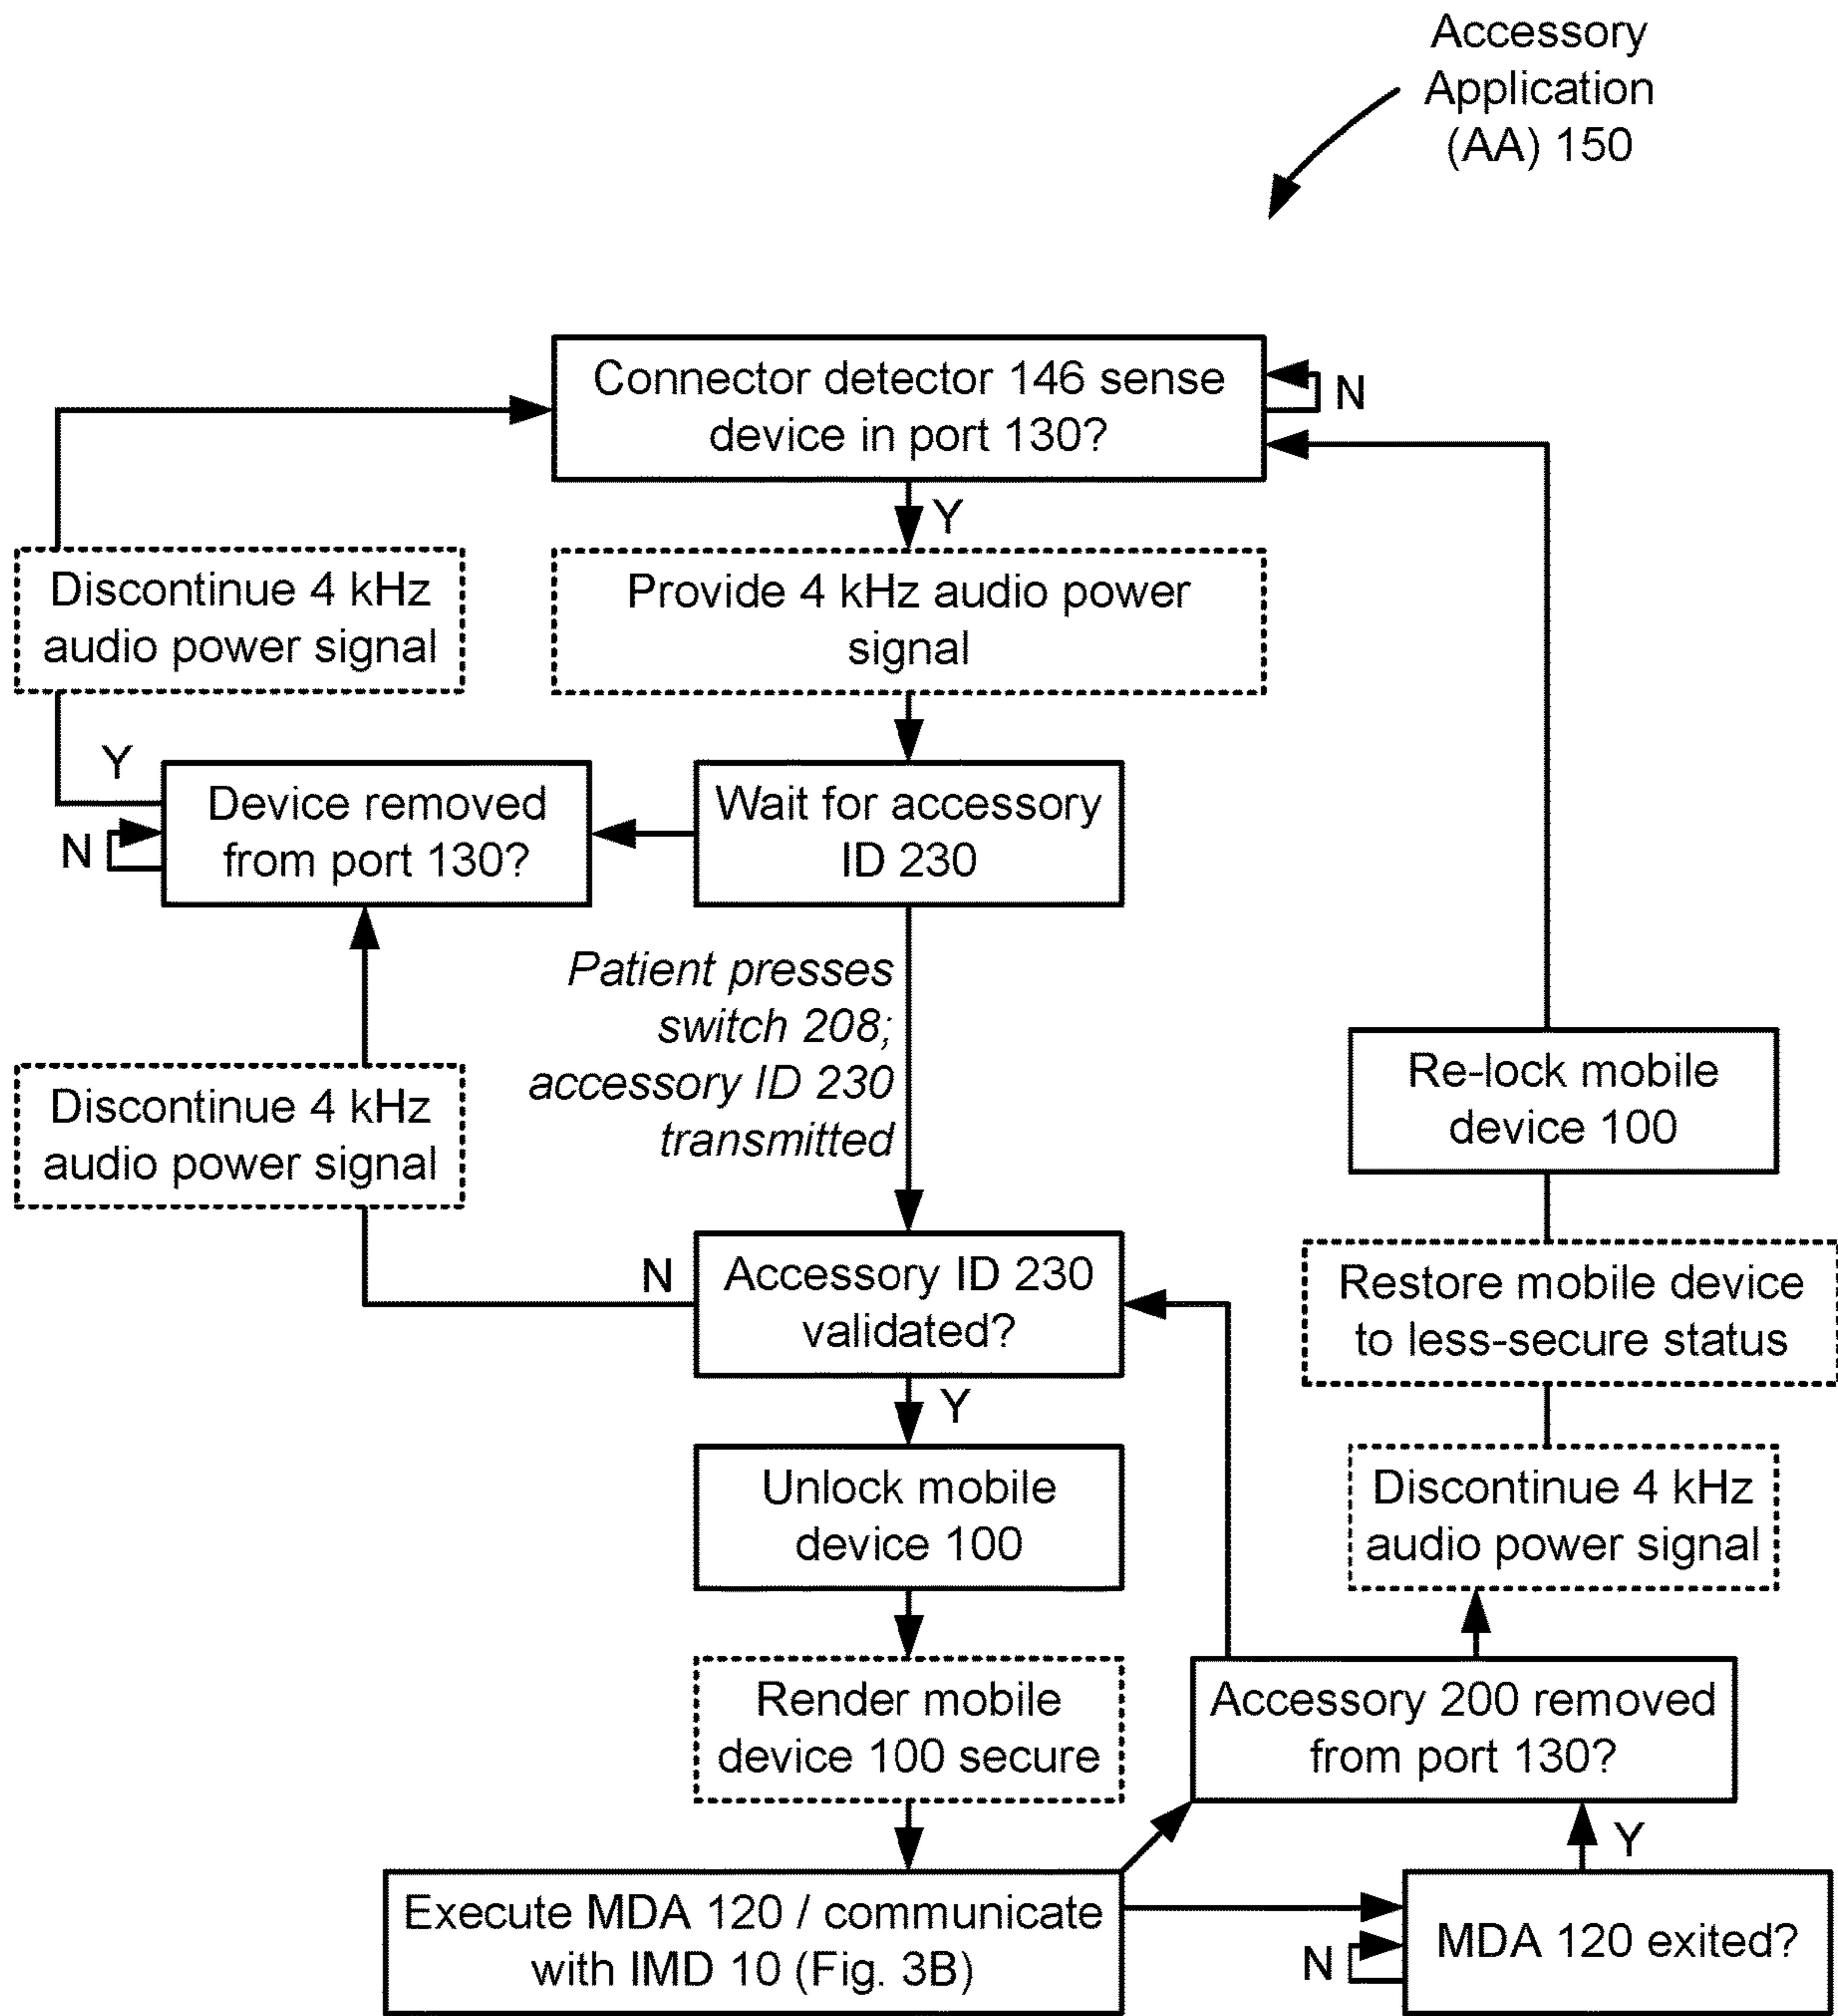 Accessory
Application
(AA) 150
Connector detector 146 sense
device in port 130?
N
Y
Discontinue 4 kHz
audio power signal
Provide 4 kHz audio power
signal
Y
Device removed
from port 130?
N
Wait for accessory
ID 230
Patient presses
switch 208;
accessory ID 230
transmitted
Discontinue 4 kHz
audio power signal
Re-lock mobile
device 100
N
Accessory ID 230
validated?
Restore mobile device
to less-secure status
Y
Unlock mobile
device 100
Discontinue 4 kHz
audio power signal
Render mobile
device 100 secure
Accessory 200 removed
from port 130?
Y
Execute MDA 120 / communicate
with IMD 10 (Fig. 3B)
N
MDA 120 exited?